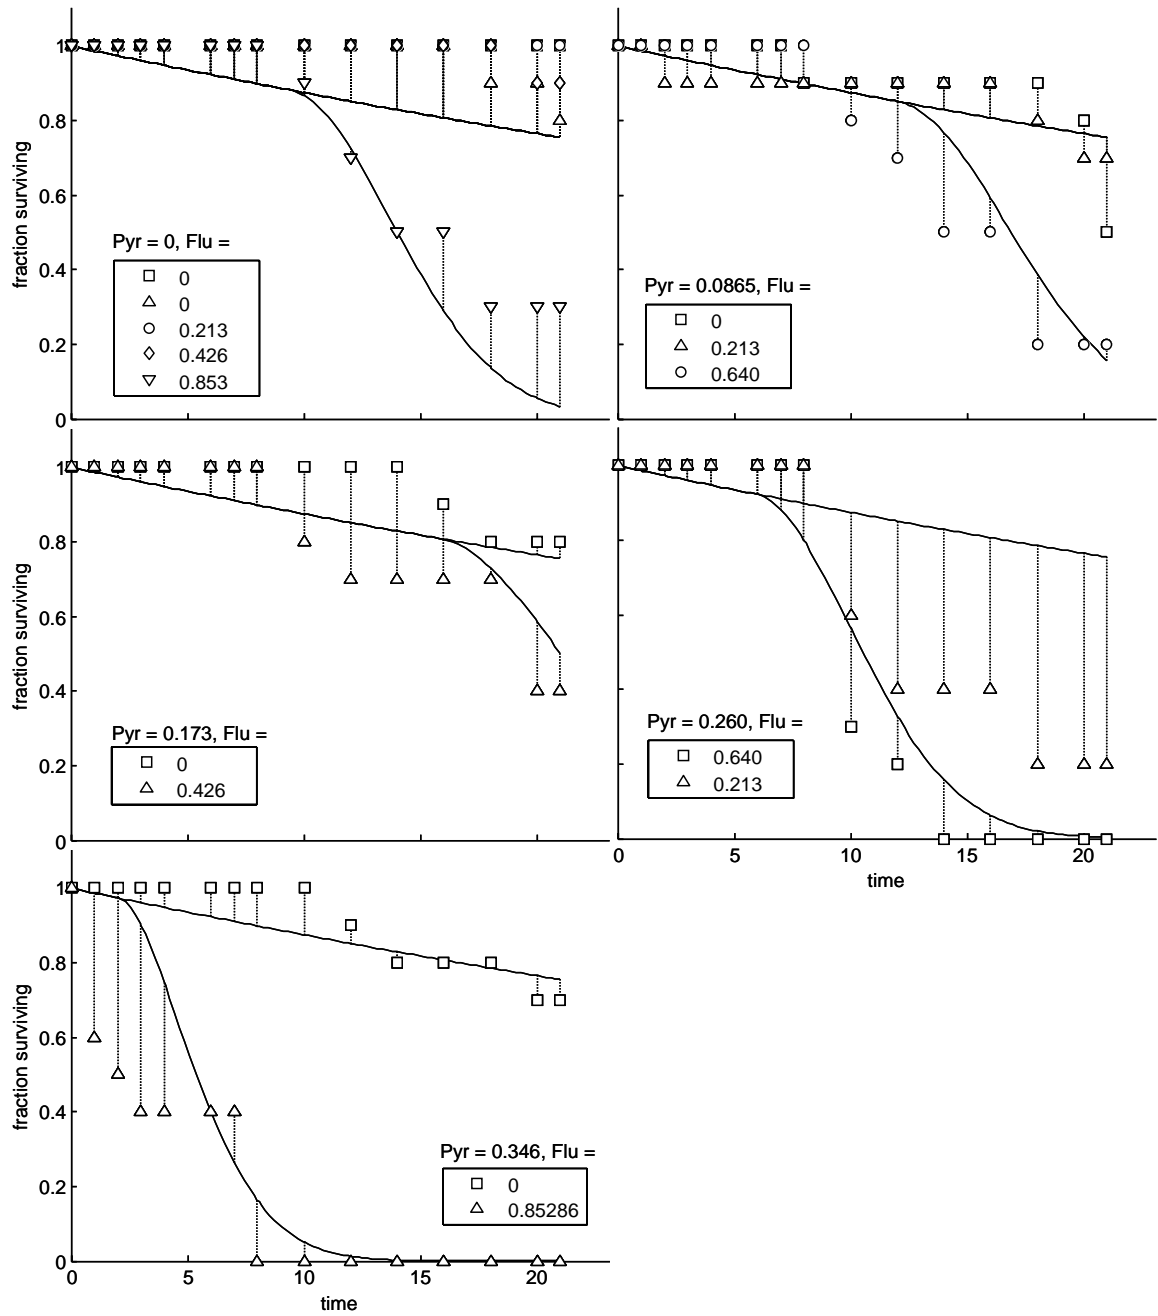 1
0.8
0.6
0.4
0.2
0
fraction surviving
Pyr = 0, Flu =
0
0
0.213
0.426
0.853
Pyr = 0.0865, Flu =
0
0.213
0.640
1
0.8
0.6
0.4
0.2
0
fraction surviving
Pyr = 0.173, Flu =
0
0.426
Pyr = 0.260, Flu =
0.640
0.213
0 5 10 15 20
time
1
0.8
0.6
0.4
0.2
0
fraction surviving
Pyr = 0.346, Flu =
0
0.85286
0 5 10 15 20
time